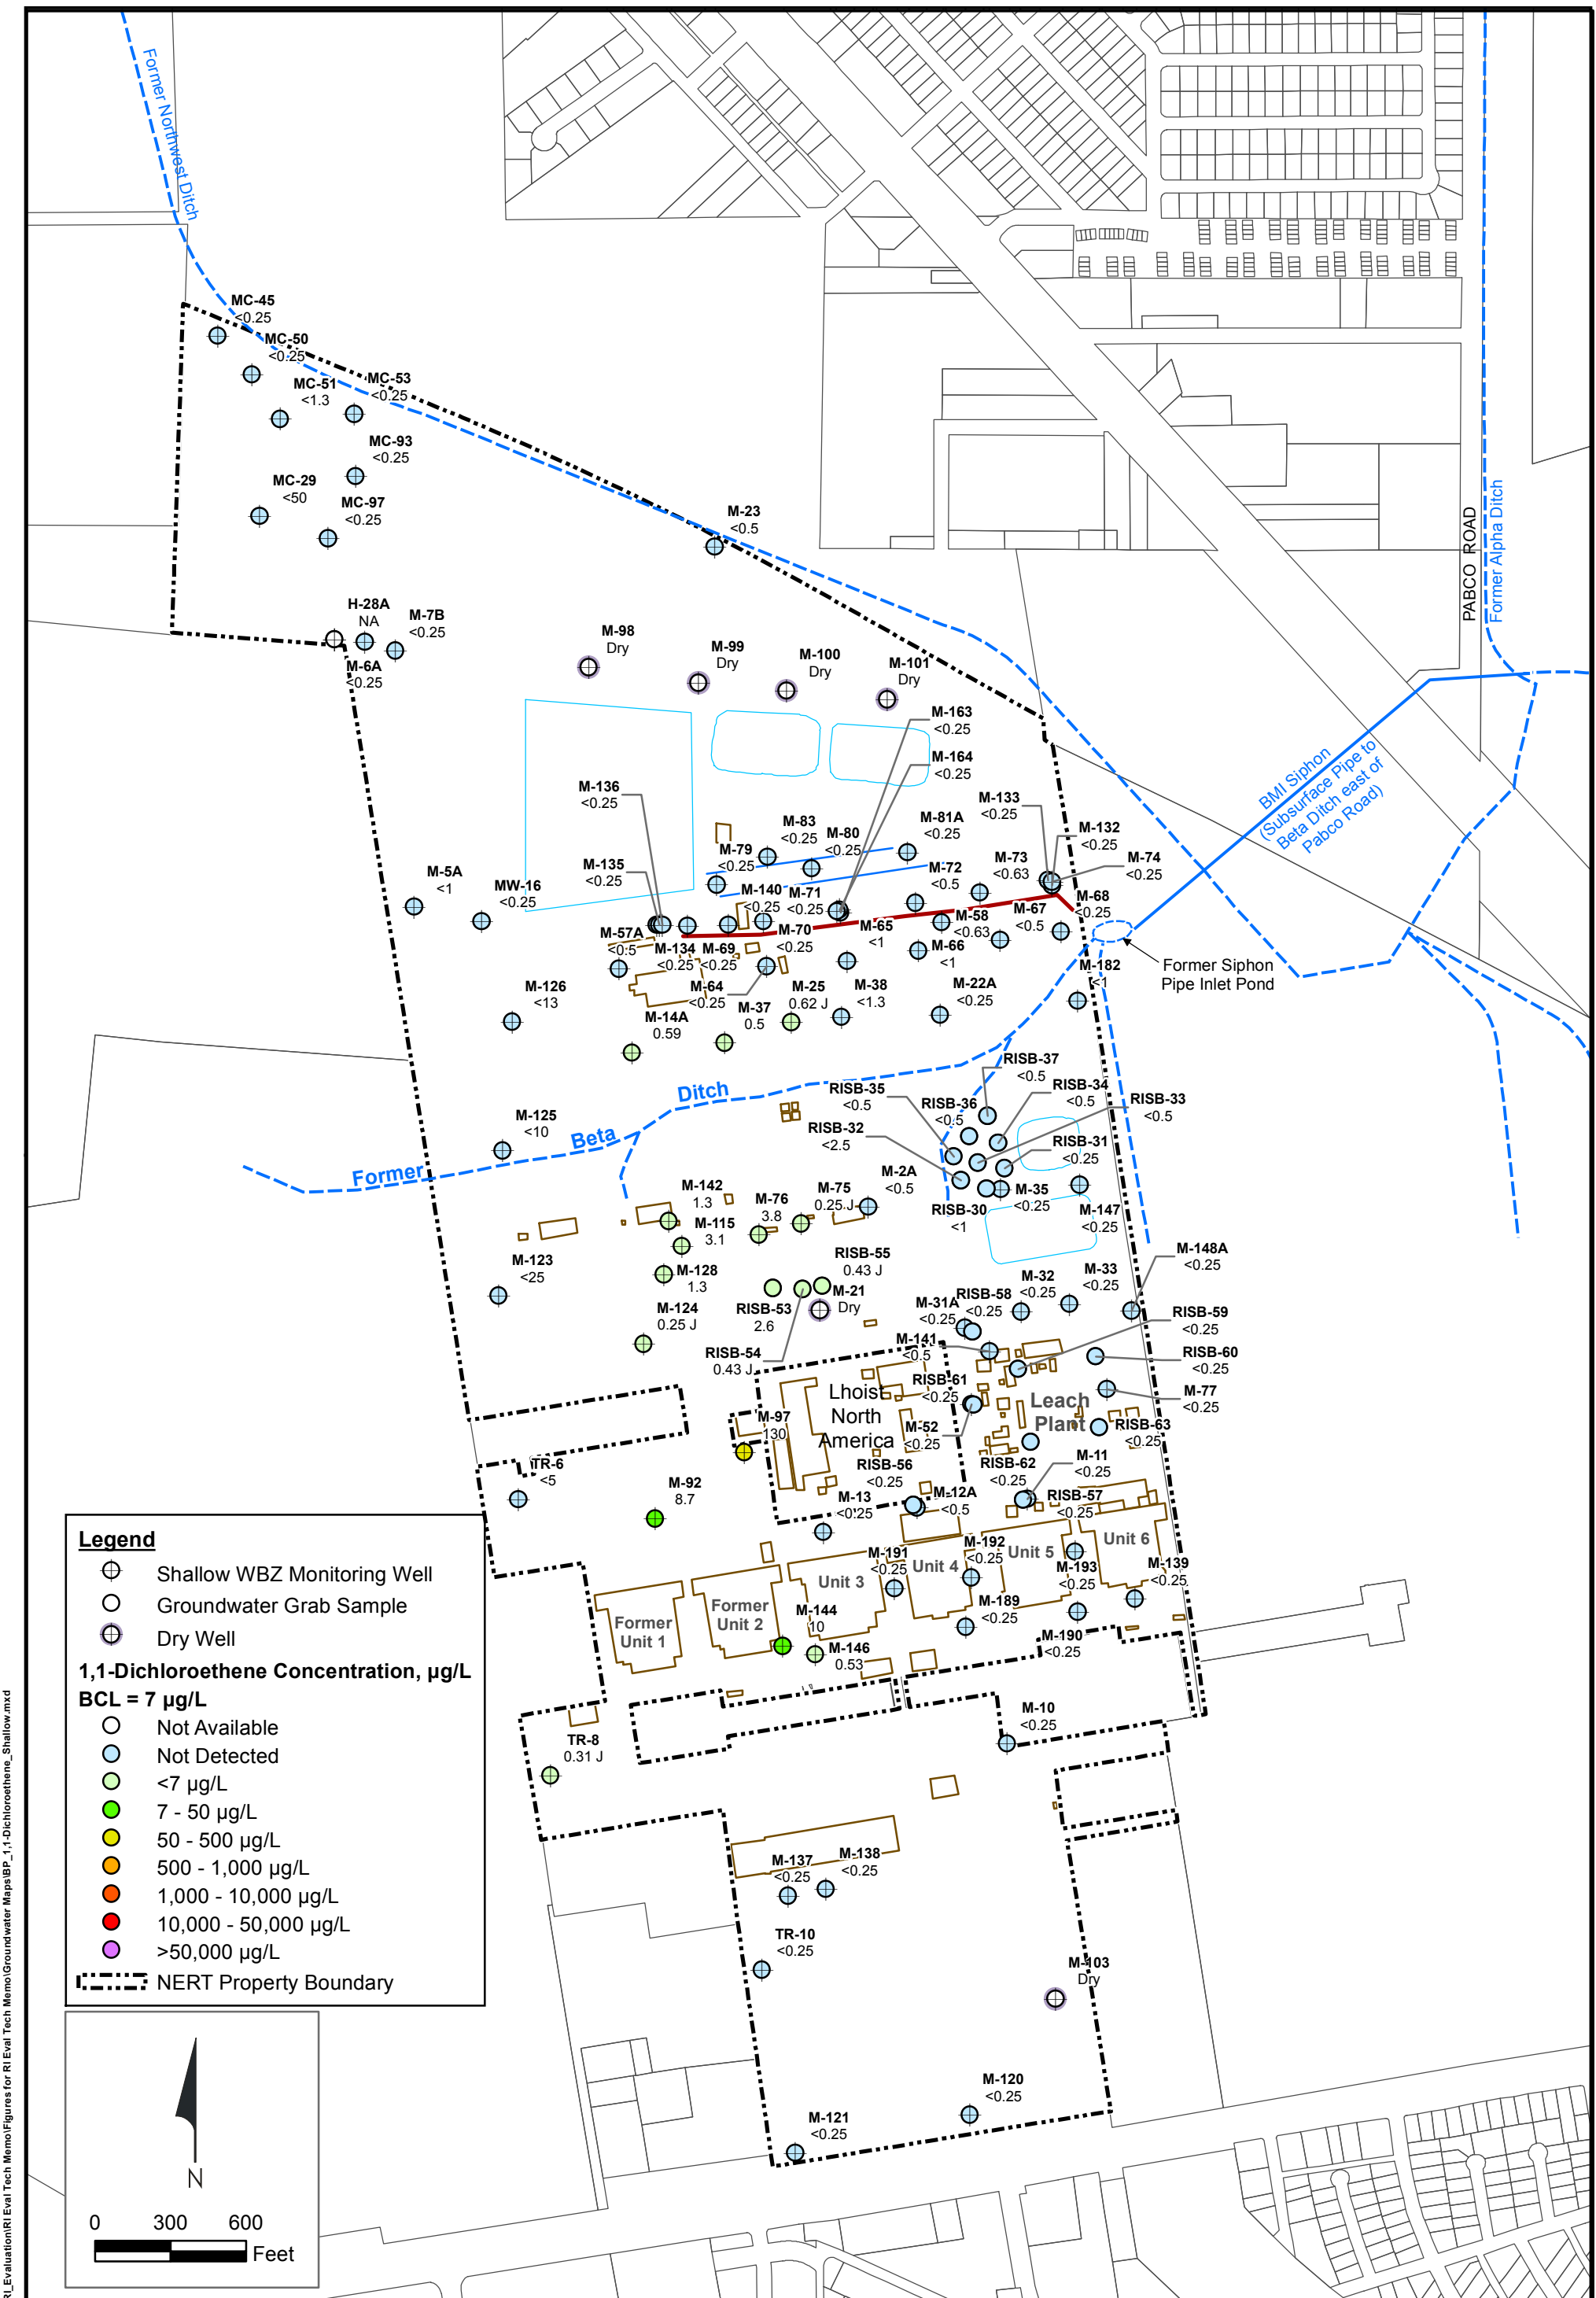 Former Northwest Ditch
MC-45
<0.25
MC-50
<0.25
MC-51
<1.3
MC-53
<0.25
MC-93
<0.25
MC-29
<50
MC-97
<0.25
M-23
<0.5
PABCO ROAD
Former Alpha Ditch
H-28A
NA
M-7B
<0.25
M-6A
<0.25
M-98
Dry
M-99
Dry
M-100
Dry
M-101
Dry
M-163
<0.25
M-164
<0.25
BMI Siphon
(Subsurface Pipe to
Beta Ditch east of
Pabco Road)
M-136
<0.25
M-133
<0.25
M-83
<0.25
M-80
<0.25
M-81A
<0.25
M-132
<0.25
M-79
<0.25
M-135
<0.25
M-72
<0.5
M-73
<0.63
M-74
<0.25
M-5A
<1
MW-16
<0.25
M-140
<0.25
M-71
<0.25
M-68
<0.25
M-57A
<0.5
M-134
<0.25
M-69
<0.25
M-70
<0.25
M-65
<1
M-58
<0.63
M-67
<0.5
M-66
<1
Former Siphon
Pipe Inlet Pond
M-182
<1
M-126
<13
M-64
<0.25
M-25
0.62 J
M-38
<1.3
M-22A
<0.25
M-14A
0.59
M-37
0.5
RISB-37
<0.5
RISB-35
<0.5
RISB-36
<0.5
RISB-34
<0.5
RISB-33
<0.5
RISB-32
<2.5
RISB-31
<0.25
M-125
<10
Former Beta Ditch
M-2A
<0.5
M-142
1.3
M-76
3.8
M-75
0.25 J
RISB-30
<1
M-35
<0.25
M-147
<0.25
M-115
3.1
M-123
<25
M-128
1.3
RISB-55
0.43 J
M-148A
<0.25
RISB-53
2.6
M-21
Dry
M-31A
<0.25
RISB-58
<0.25
M-32
<0.25
M-33
<0.25
M-124
0.25 J
RISB-59
<0.25
RISB-54
0.43 J
M-141
<0.5
RISB-60
<0.25
Lhoist
North
America
RISB-61
<0.25
Leach
Plant
M-77
<0.25
M-97
130
M-52
<0.25
RISB-63
<0.25
TR-6
<5
M-92
8.7
RISB-56
<0.25
RISB-62
<0.25
M-11
<0.25
M-13
<0.25
M-12A
<0.5
RISB-57
<0.25
M-191
<0.25
M-192
<0.25
M-193
<0.25
M-139
<0.25
Former
Unit 1
Former
Unit 2
Unit 3
Unit 4
Unit 5
Unit 6
M-144
10
M-146
0.53
M-189
<0.25
M-190
<0.25
M-10
<0.25
TR-8
0.31 J
M-137
<0.25
M-138
<0.25
TR-10
<0.25
M-103
Dry
M-120
<0.25
M-121
<0.25
Legend
Shallow WBZ Monitoring Well
Groundwater Grab Sample
Dry Well
1,1-Dichloroethene Concentration, µg/L
BCL = 7 µg/L
Not Available
Not Detected
<7 µg/L
7 - 50 µg/L
50 - 500 µg/L
500 - 1,000 µg/L
1,000 - 10,000 µg/L
10,000 - 50,000 µg/L
>50,000 µg/L
NERT Property Boundary
N
0 300 600
Feet
RI_Evaluation\RI Eval Tech Memo\Figures for RI Eval Tech Memo\Groundwater Maps\BP_1,1-Dichloroethene_Shallow.mxd